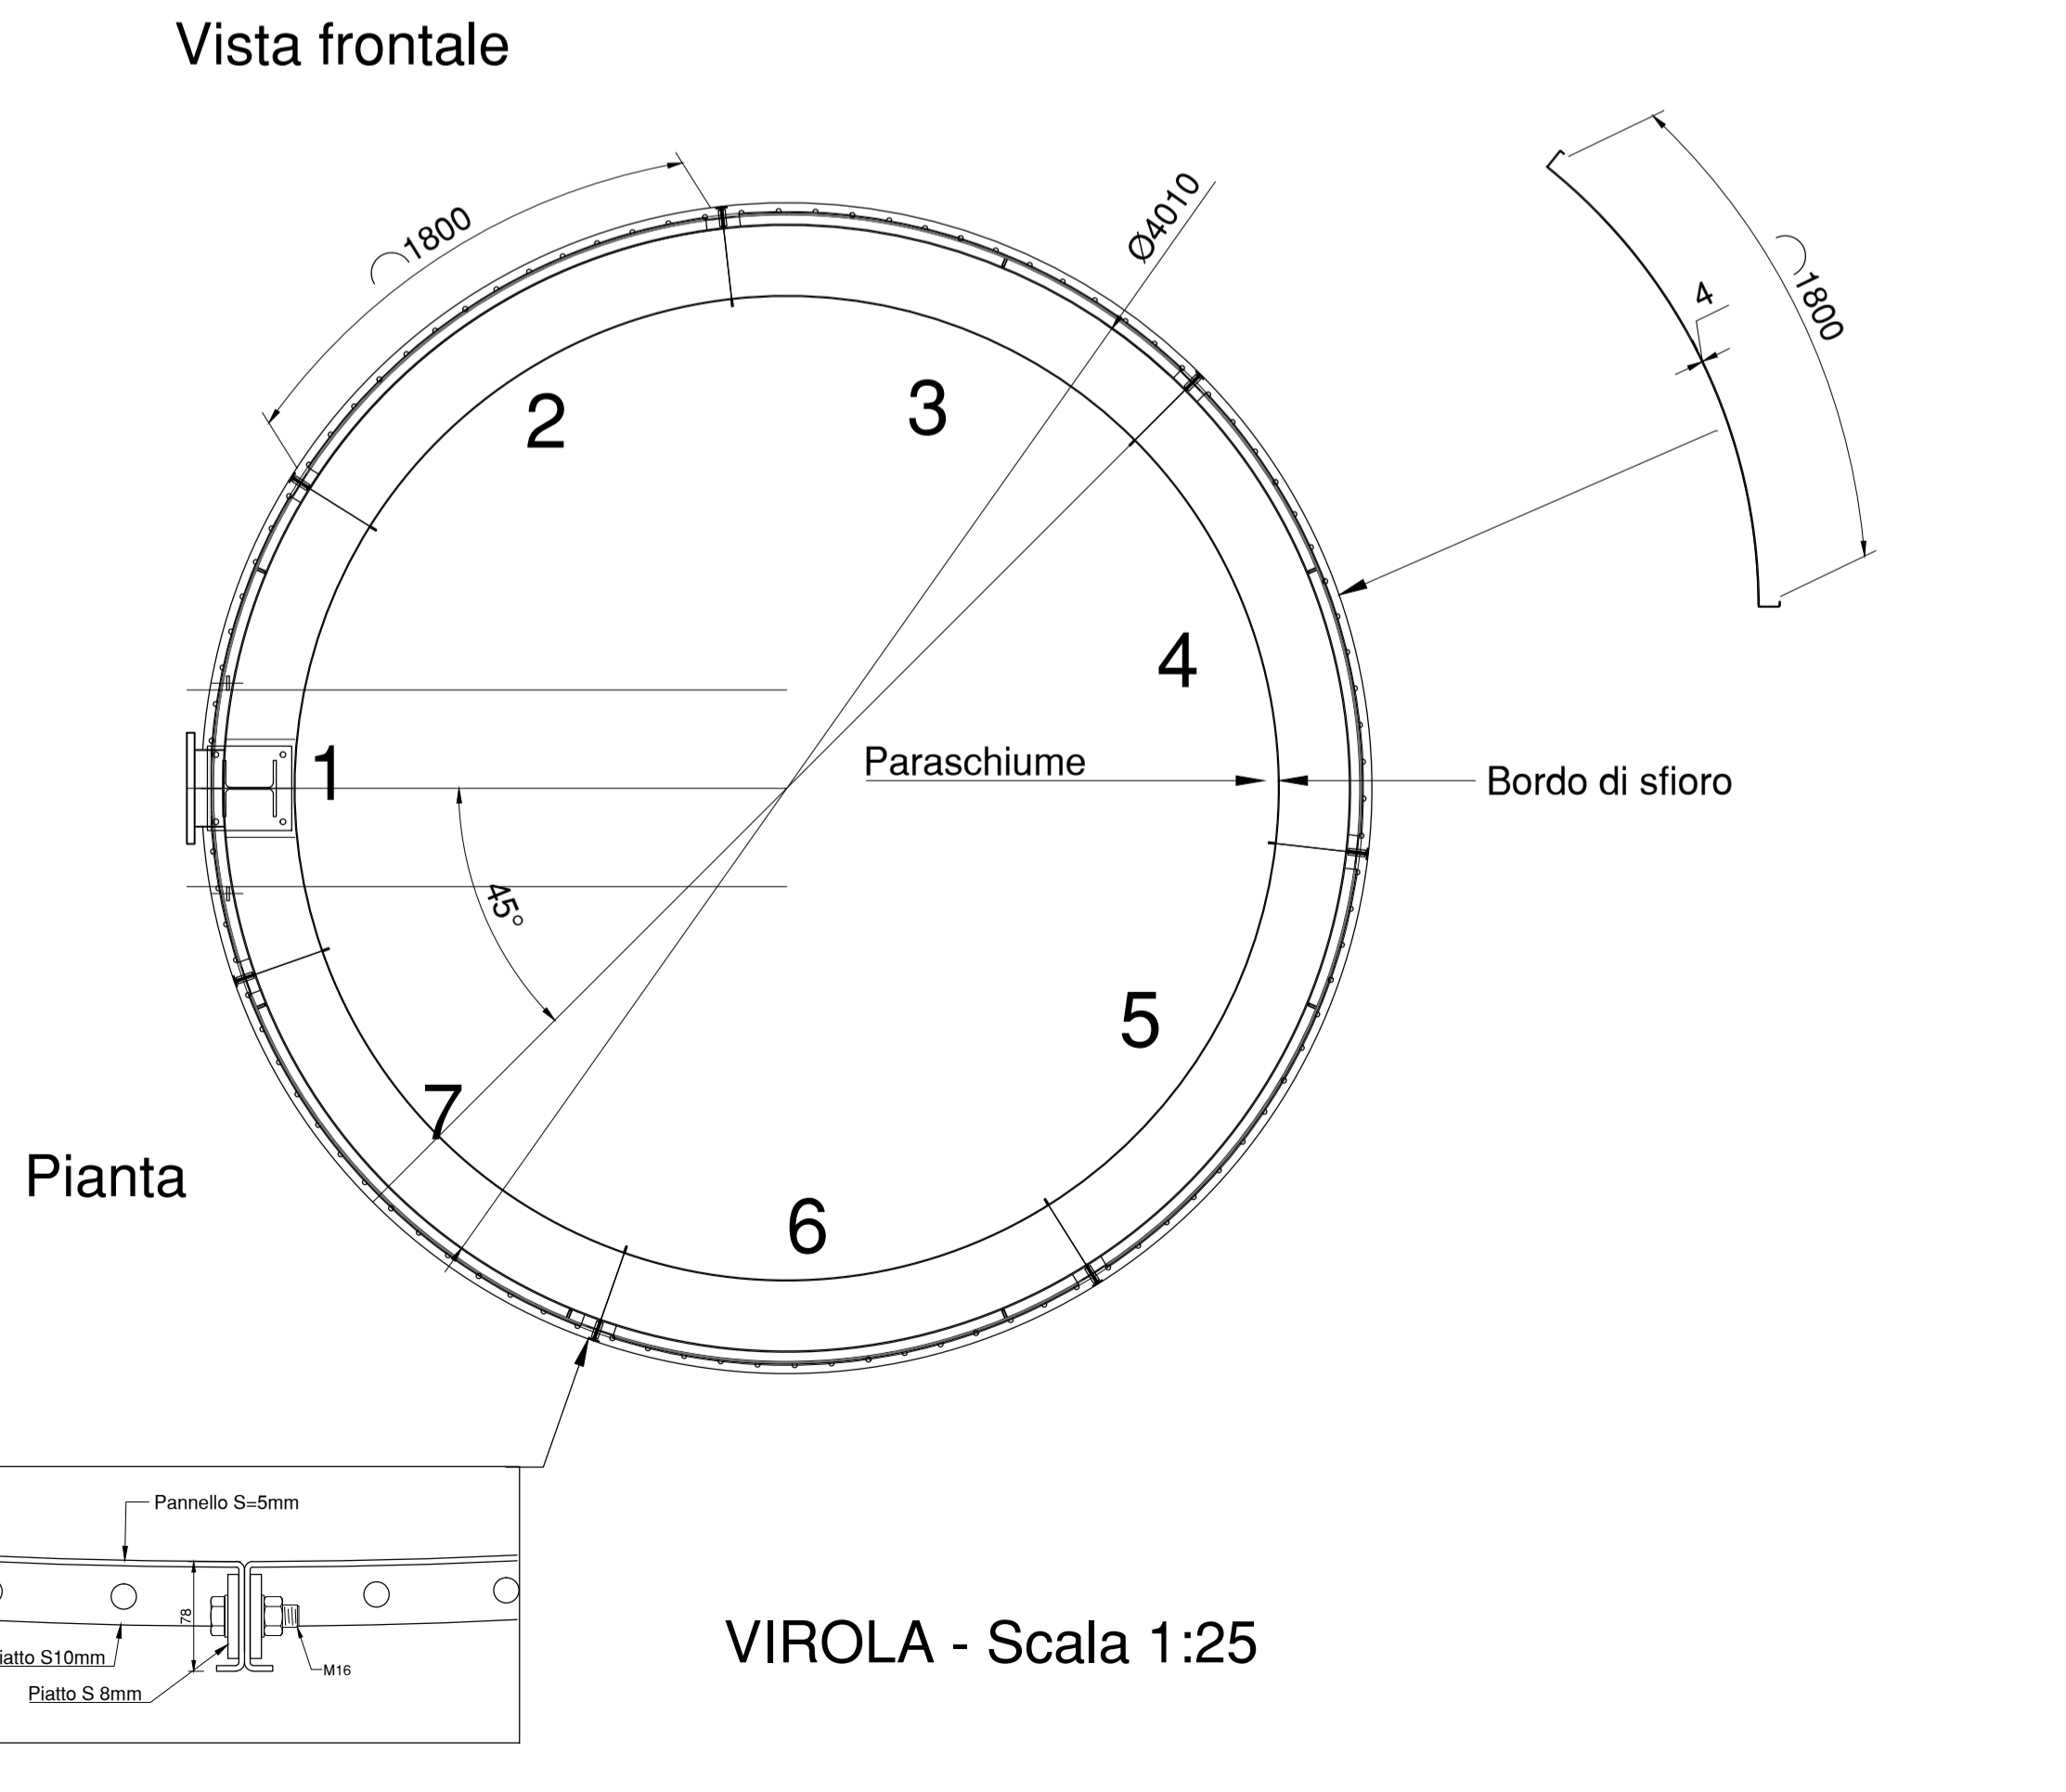 Vista frontale
1800
Ø4010
1800
4
2
3
4
1
Paraschiume
Bordo di sfioro
45°
5
7
Pianta
6
Pannello S=5mm
78
iatto S10mm
M16
Piatto S 8mm
VIROLA - Scala 1:25